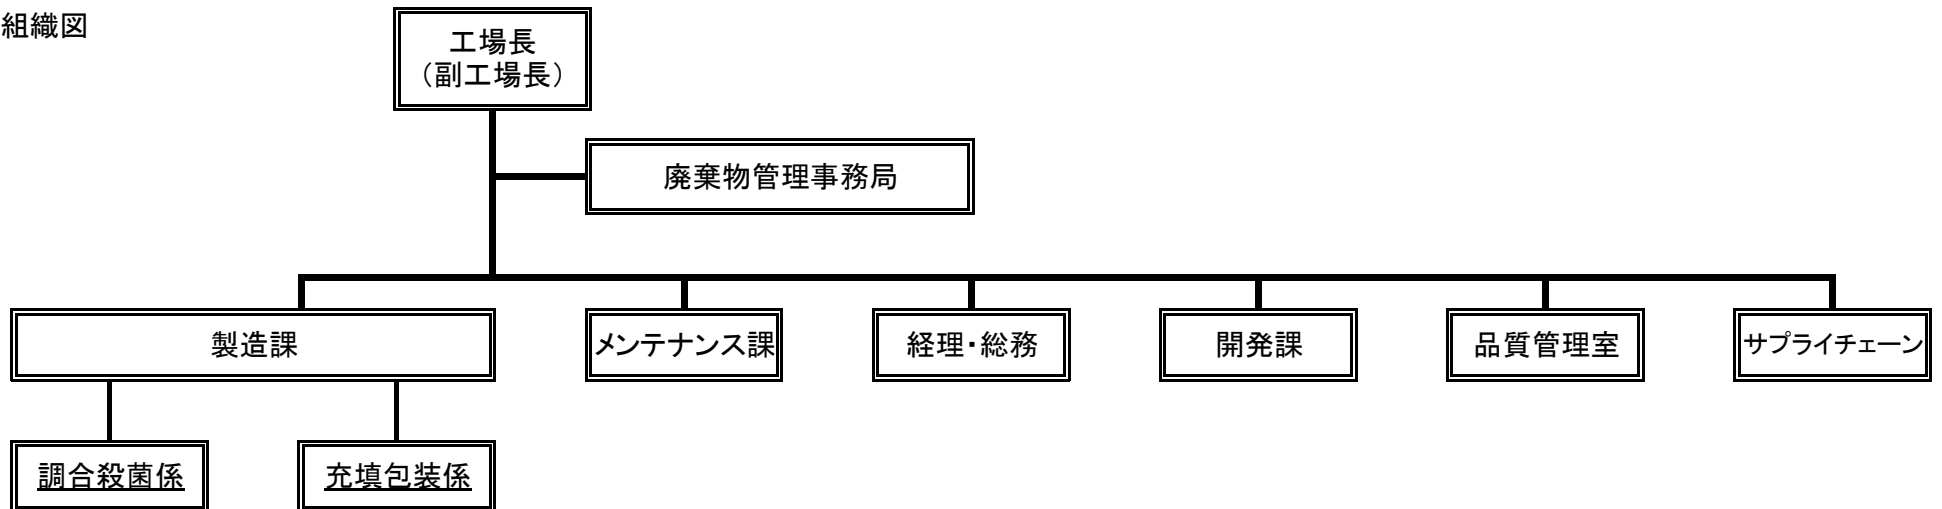 組織図
工場長
（副工場長）
廃棄物管理事務局
製造課
メンテナンス課
経理・総務
開発課
品質管理室
サプライチェーン
調合殺菌係
充填包装係